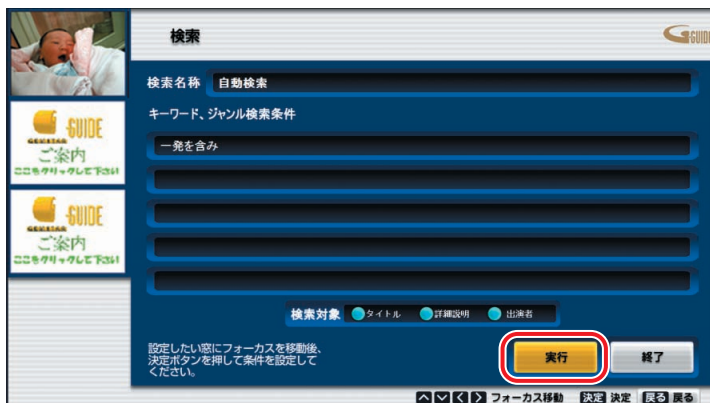 検索
G GUIDE
検索名称 自動検索
キーワード、ジャンル検索条件
一発を含み
G-GUIDE
GEMSTAR
ご案内
ここをクリックして下さい
G-GUIDE
GEMSTAR
ご案内
ここをクリックして下さい
検索対象 タイトル 詳細説明 出演者
設定したい窓にフォーカスを移動後、
決定ボタンを押して条件を設定して
ください。
実行
終了
フォーカス移動 決定 決定 戻る 戻る